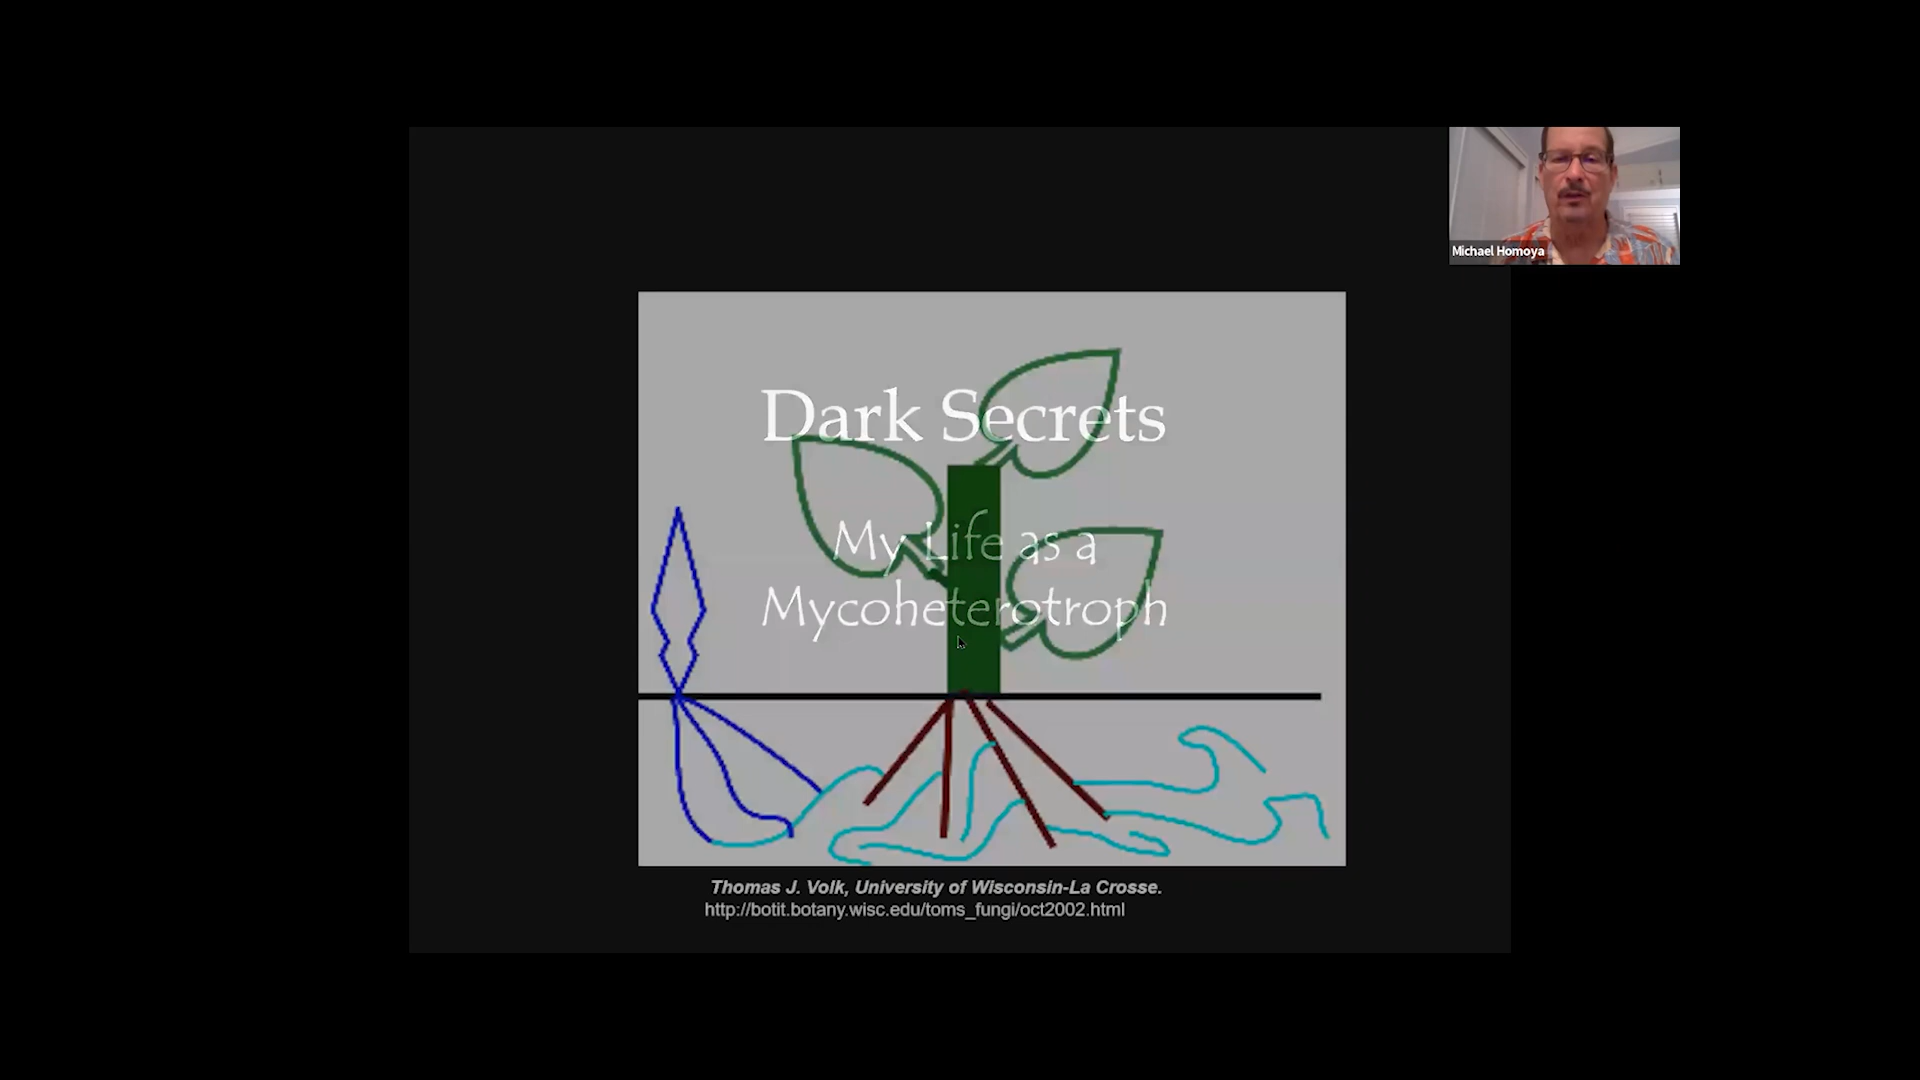 Michael Homoya
Dark Secrets
My Life as a
Mycoheterotroph
Thomas J. Volk, University of Wisconsin-La Crosse.
http://botit.botany.wisc.edu/toms_fungi/oct2002.html